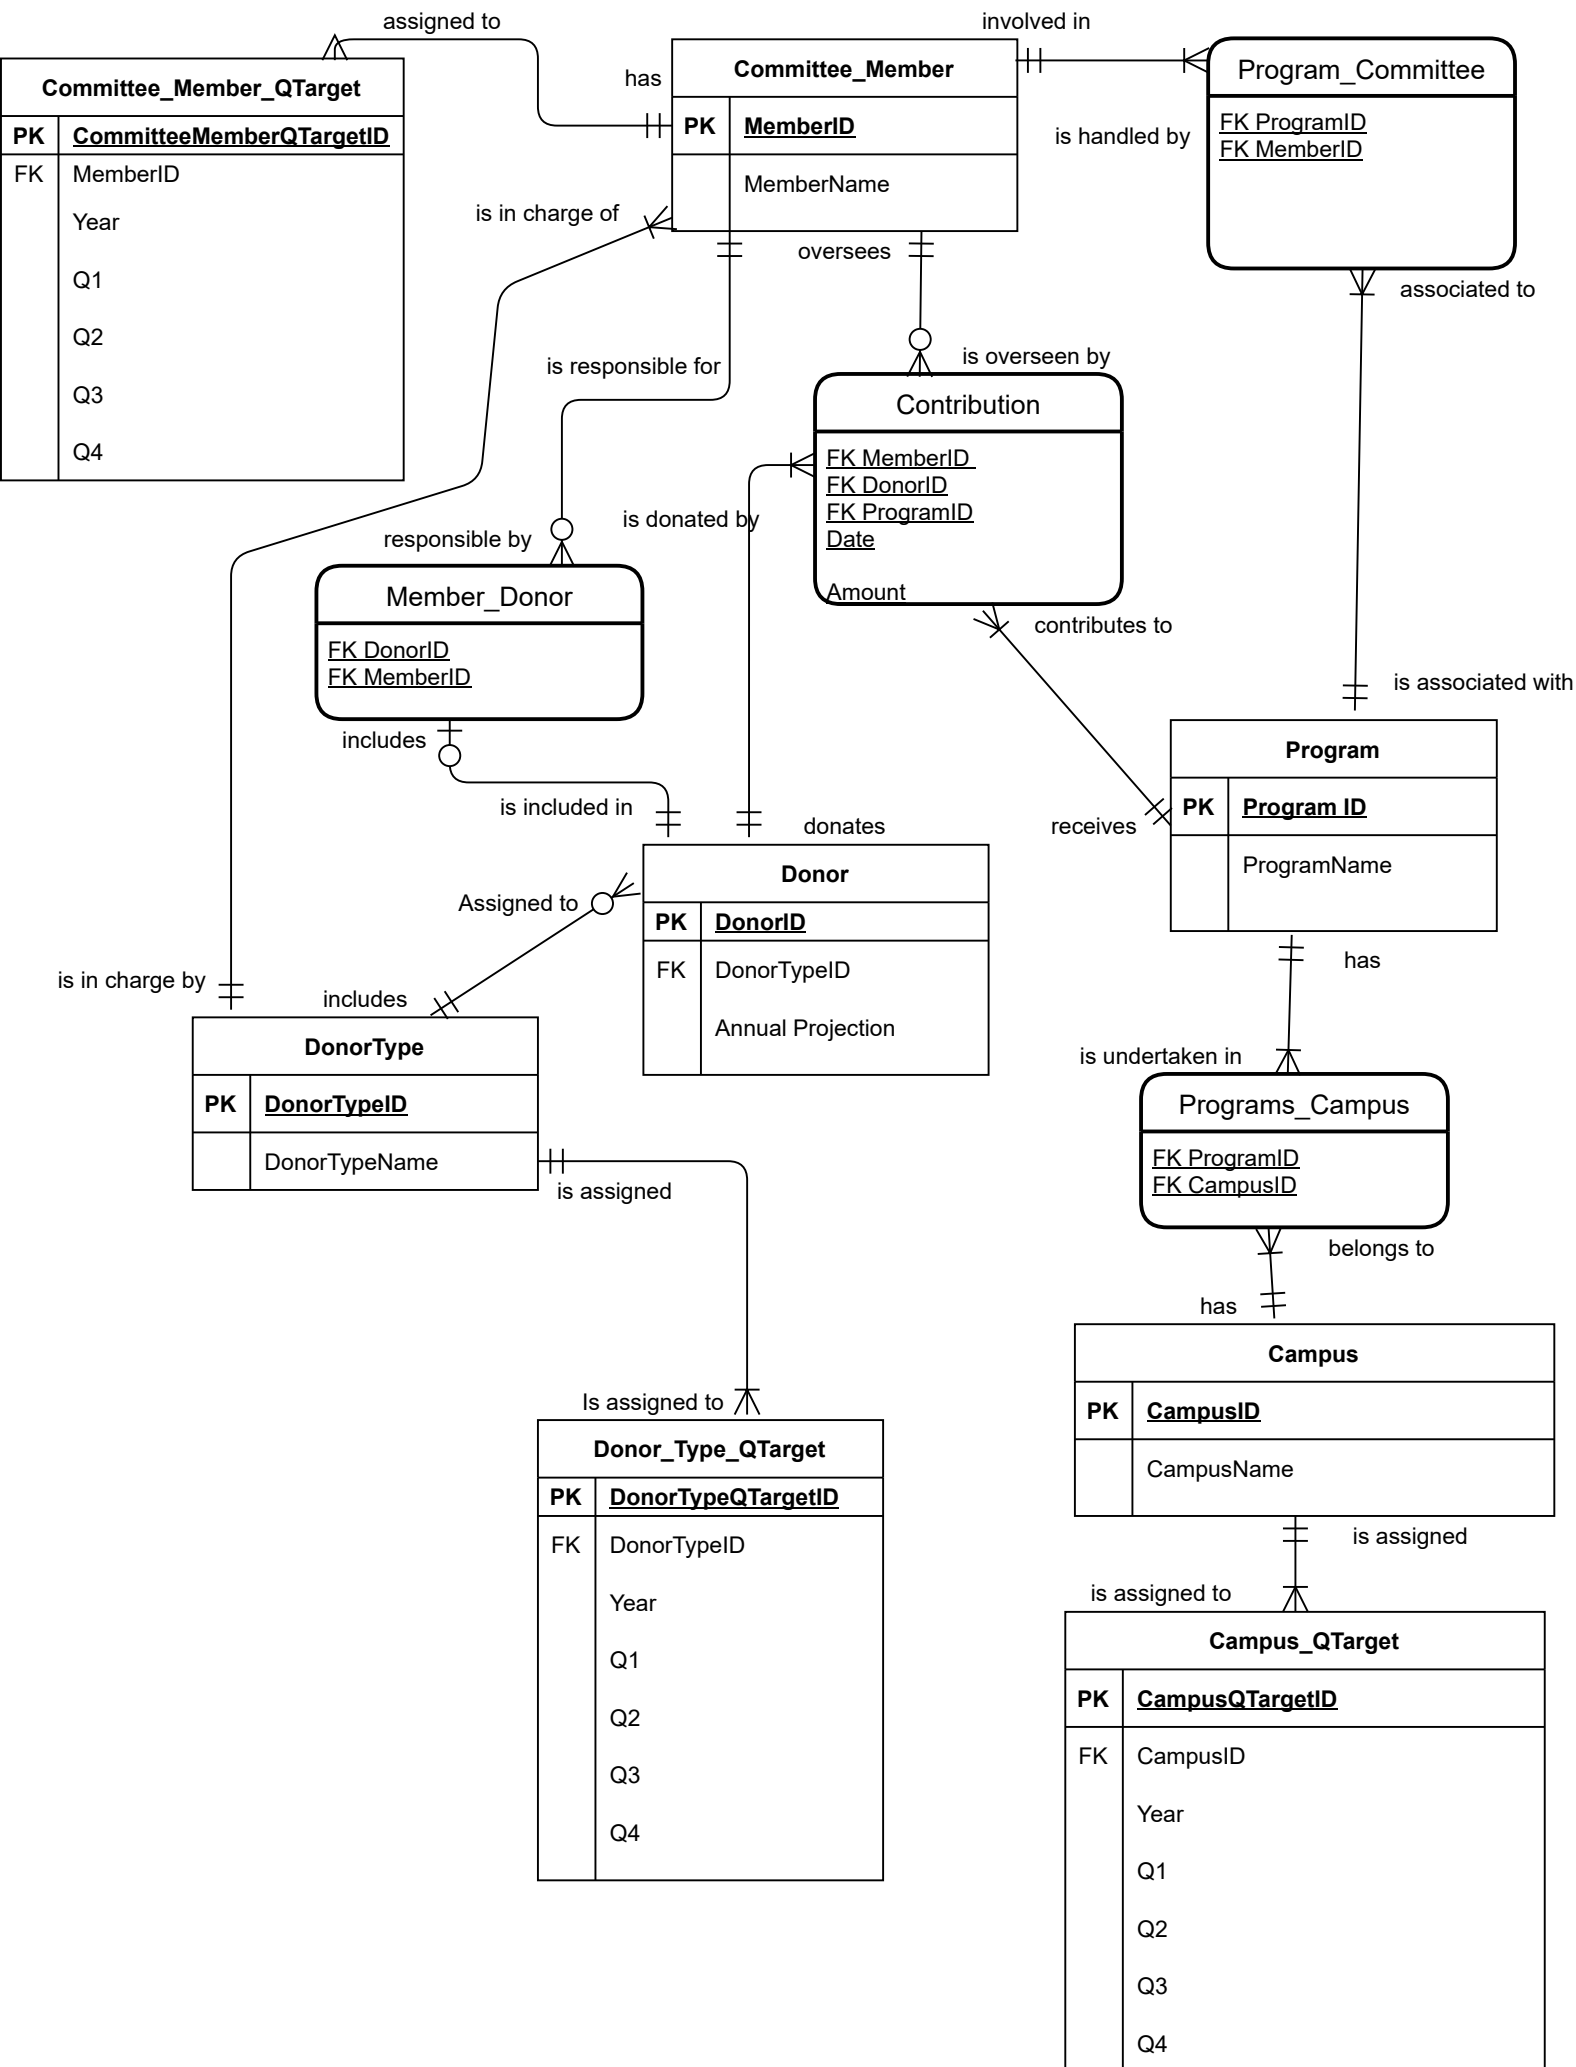 assigned to
involved in
Committee_Member_QTarget
PK CommitteeMemberQTargetID
FK MemberID
Year
Q1
Q2
Q3
Q4
has
Committee_Member
PK MemberID
MemberName
Program_Committee
FK ProgramID
FK MemberID
is handled by
is in charge of
oversees
associated to
is responsible for
is overseen by
Contribution
FK MemberID
FK DonorID
FK ProgramID
Date
Amount
is donated by
responsible by
Member_Donor
FK DonorID
FK MemberID
contributes to
is associated with
includes
is included in
donates
receives
Program
PK Program ID
ProgramName
Donor
PK DonorID
FK DonorTypeID
Annual Projection
Assigned to
is in charge by
includes
has
DonorType
PK DonorTypeID
DonorTypeName
is undertaken in
Programs_Campus
FK ProgramID
FK CampusID
is assigned
belongs to
has
Campus
PK CampusID
CampusName
Is assigned to
Donor_Type_QTarget
PK DonorTypeQTargetID
FK DonorTypeID
Year
Q1
Q2
Q3
Q4
is assigned
is assigned to
Campus_QTarget
PK CampusQTargetID
FK CampusID
Year
Q1
Q2
Q3
Q4